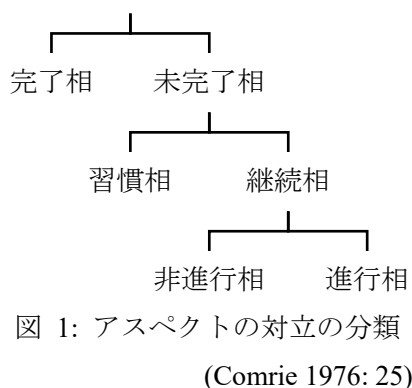 完了相 未完了相
習慣相 継続相
非進行相 進行相
図 1: アスペクトの対立の分類
(Comrie 1976: 25)